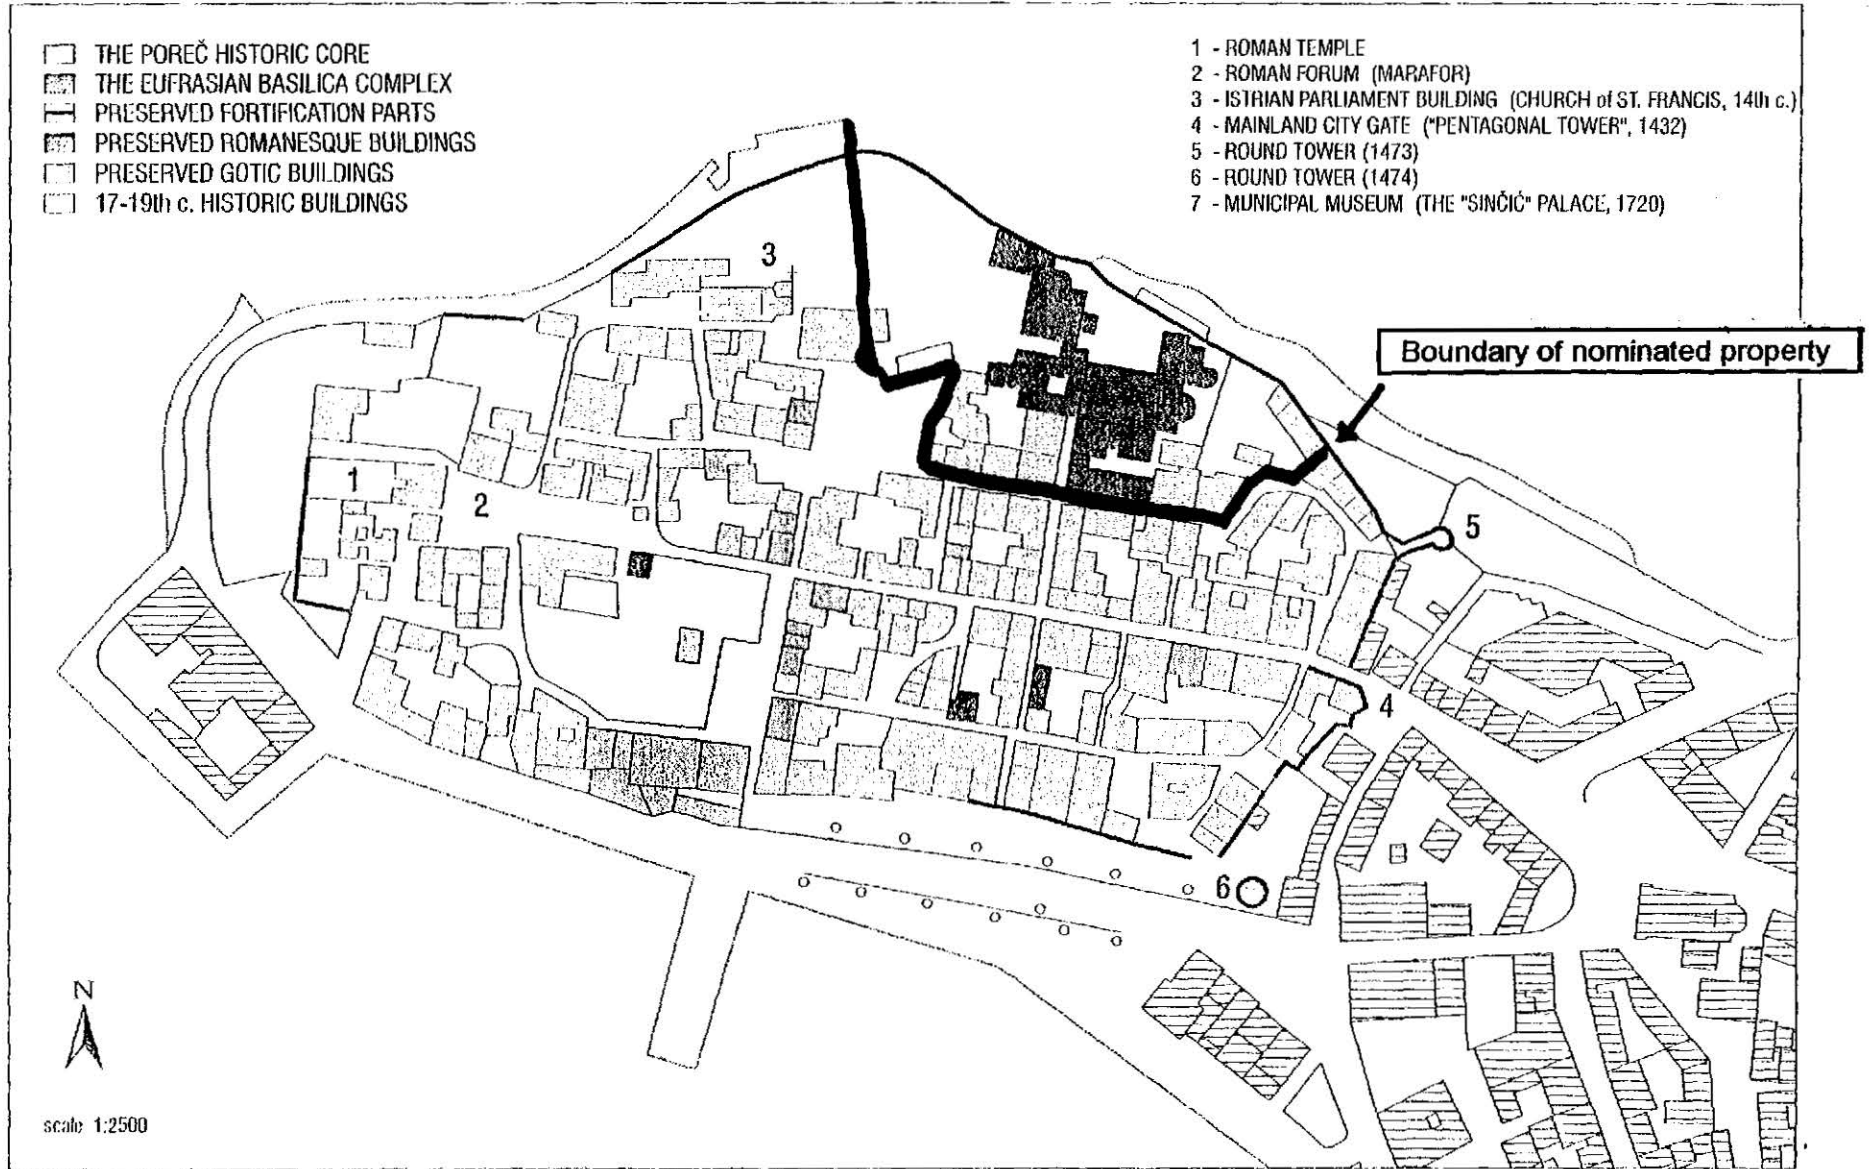 THE POREČ HISTORIC CORE
THE EUFRASIAN BASILICA COMPLEX
PRESERVED FORTIFICATION PARTS
PRESERVED ROMANESQUE BUILDINGS
PRESERVED GOTIC BUILDINGS
17-19th c. HISTORIC BUILDINGS
1 - ROMAN TEMPLE
2 - ROMAN FORUM (MARAFOR)
3 - ISTRIAN PARLIAMENT BUILDING (CHURCH of ST. FRANCIS, 14th c.)
4 - MAINLAND CITY GATE ("PENTAGONAL TOWER", 1432)
5 - ROUND TOWER (1473)
6 - ROUND TOWER (1474)
7 - MUNICIPAL MUSEUM (THE "SINČIĆ" PALACE, 1720)
3
Boundary of nominated property
1
2
5
4
6
N
scale 1:2500